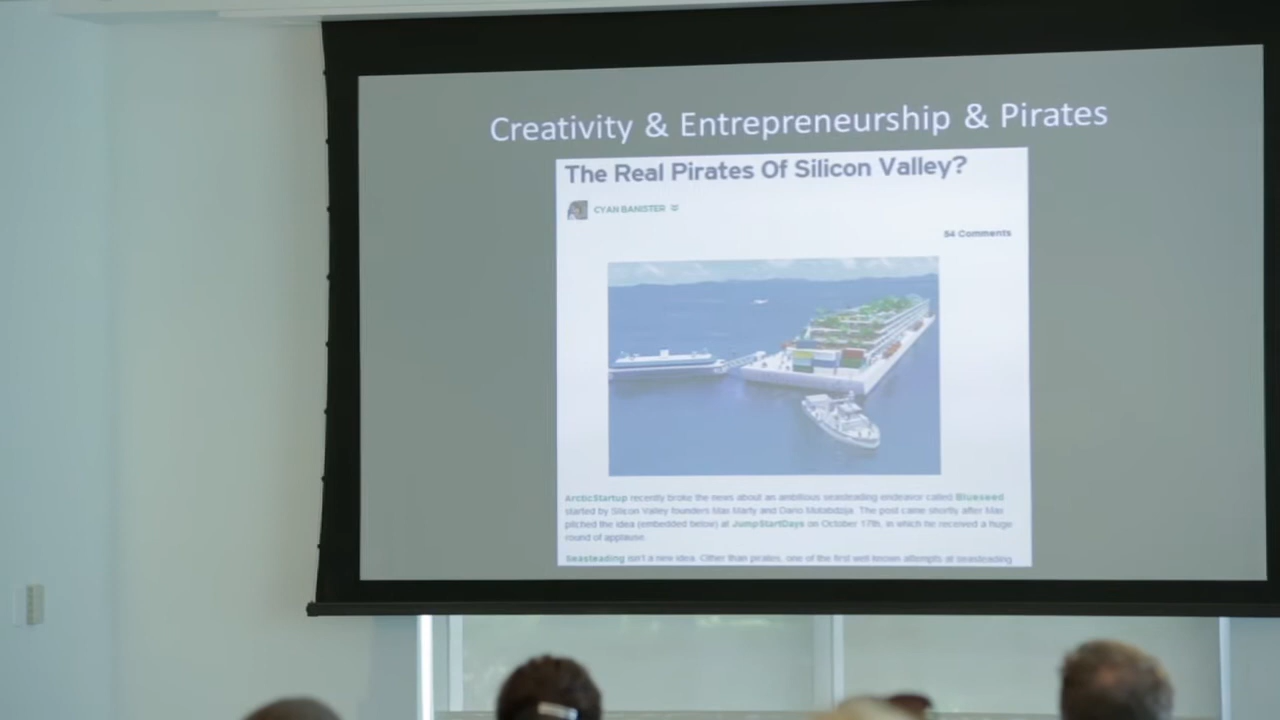 Creativity & Entrepreneurship & Pirates
The Real Pirates Of Silicon Valley?
CYAN BANISTER
54 Comments
ArcticStartup recently broke the news about an ambitious seasteading endeavor called Blueseed
started by Silicon Valley founders Max Marty and Dario Mutabdzija. The post came shortly after Max
pitched the idea (embedded below) at JumpStartDays on October 17th, in which he received a huge
round of applause.
Seasteading isn't a new idea. Other than pirates, one of the first well known attempts at seasteading